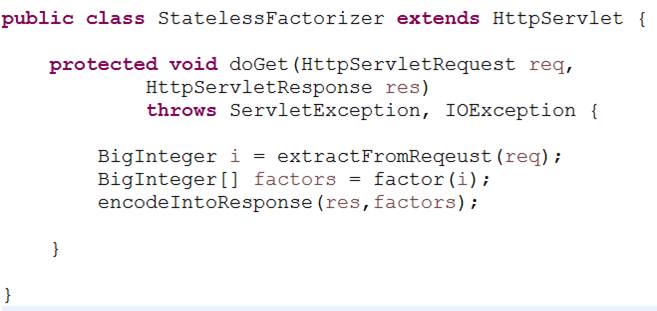 public class StatelessFactorizer extends HttpServlet {
protected void doGet(HttpServletRequest req,
HttpServletResponse res)
throws ServletException, IOException {
BigInteger i = extractFromReqeust(req);
BigInteger[] factors = factor(i);
encodeIntoResponse(res,factors);
}
}